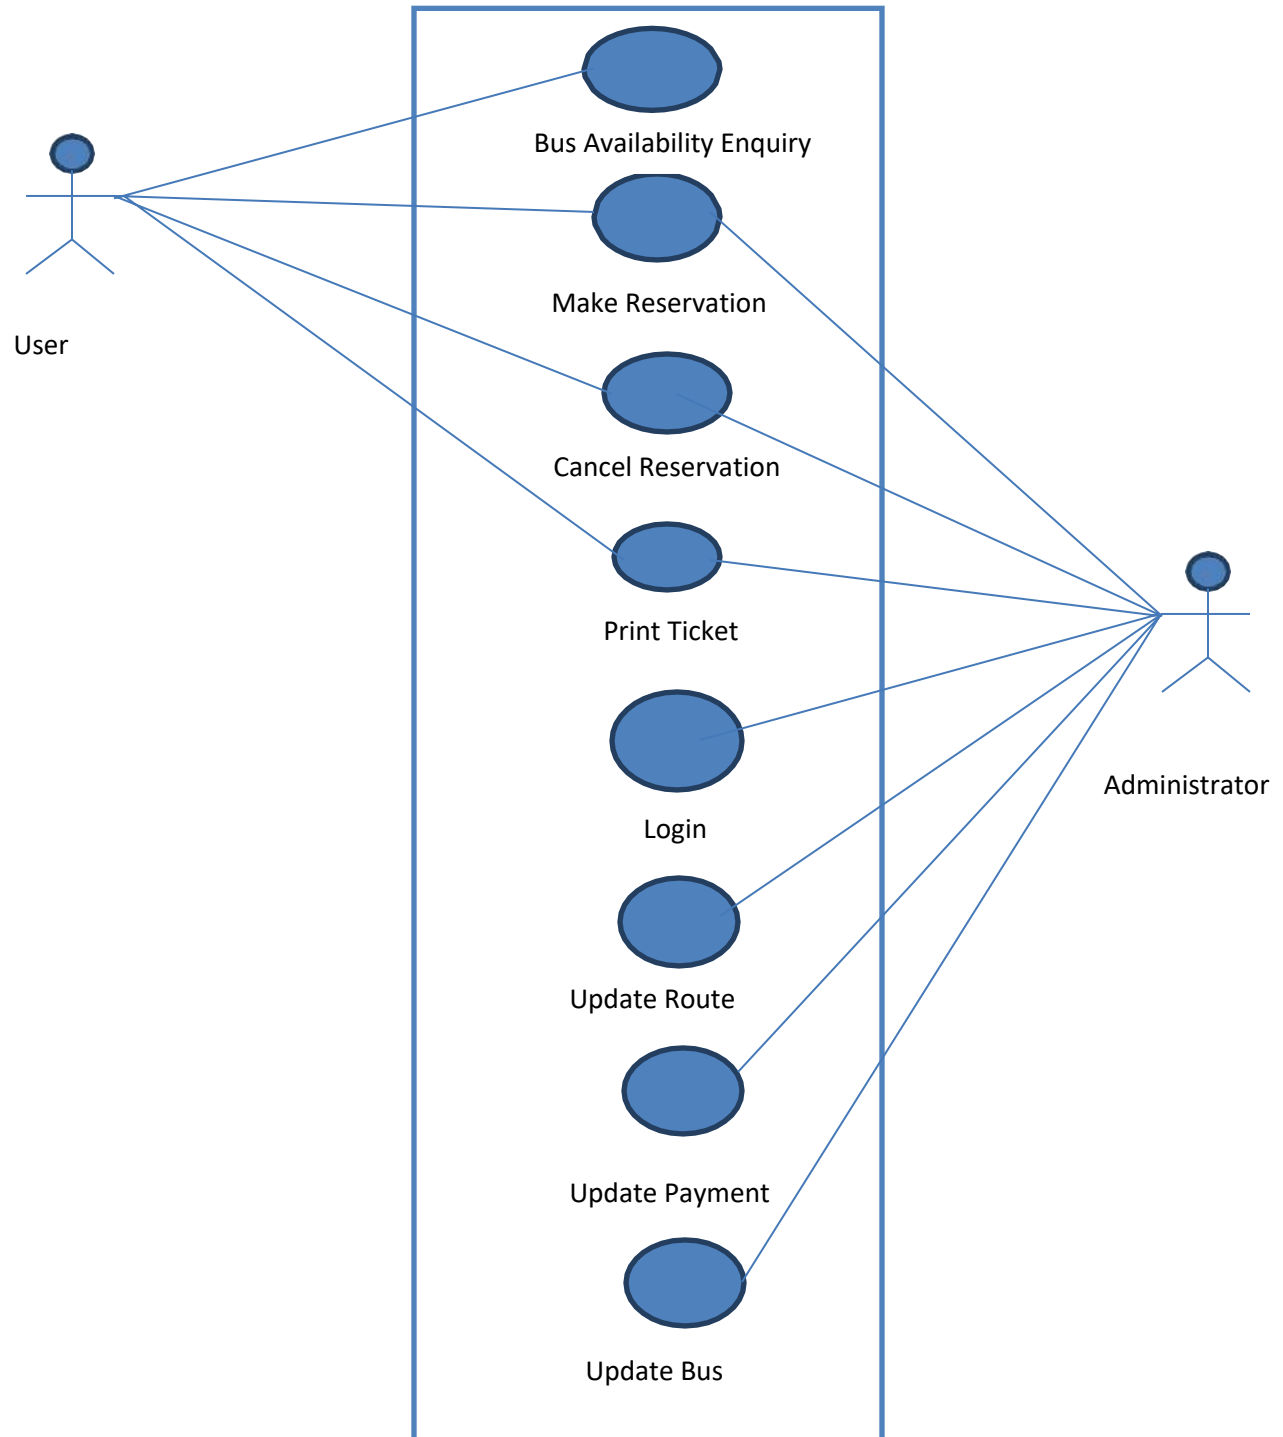 Bus Availability Enquiry
Make Reservation
User
Cancel Reservation
Print Ticket
Administrator
Login
Update Route
Update Payment
Update Bus